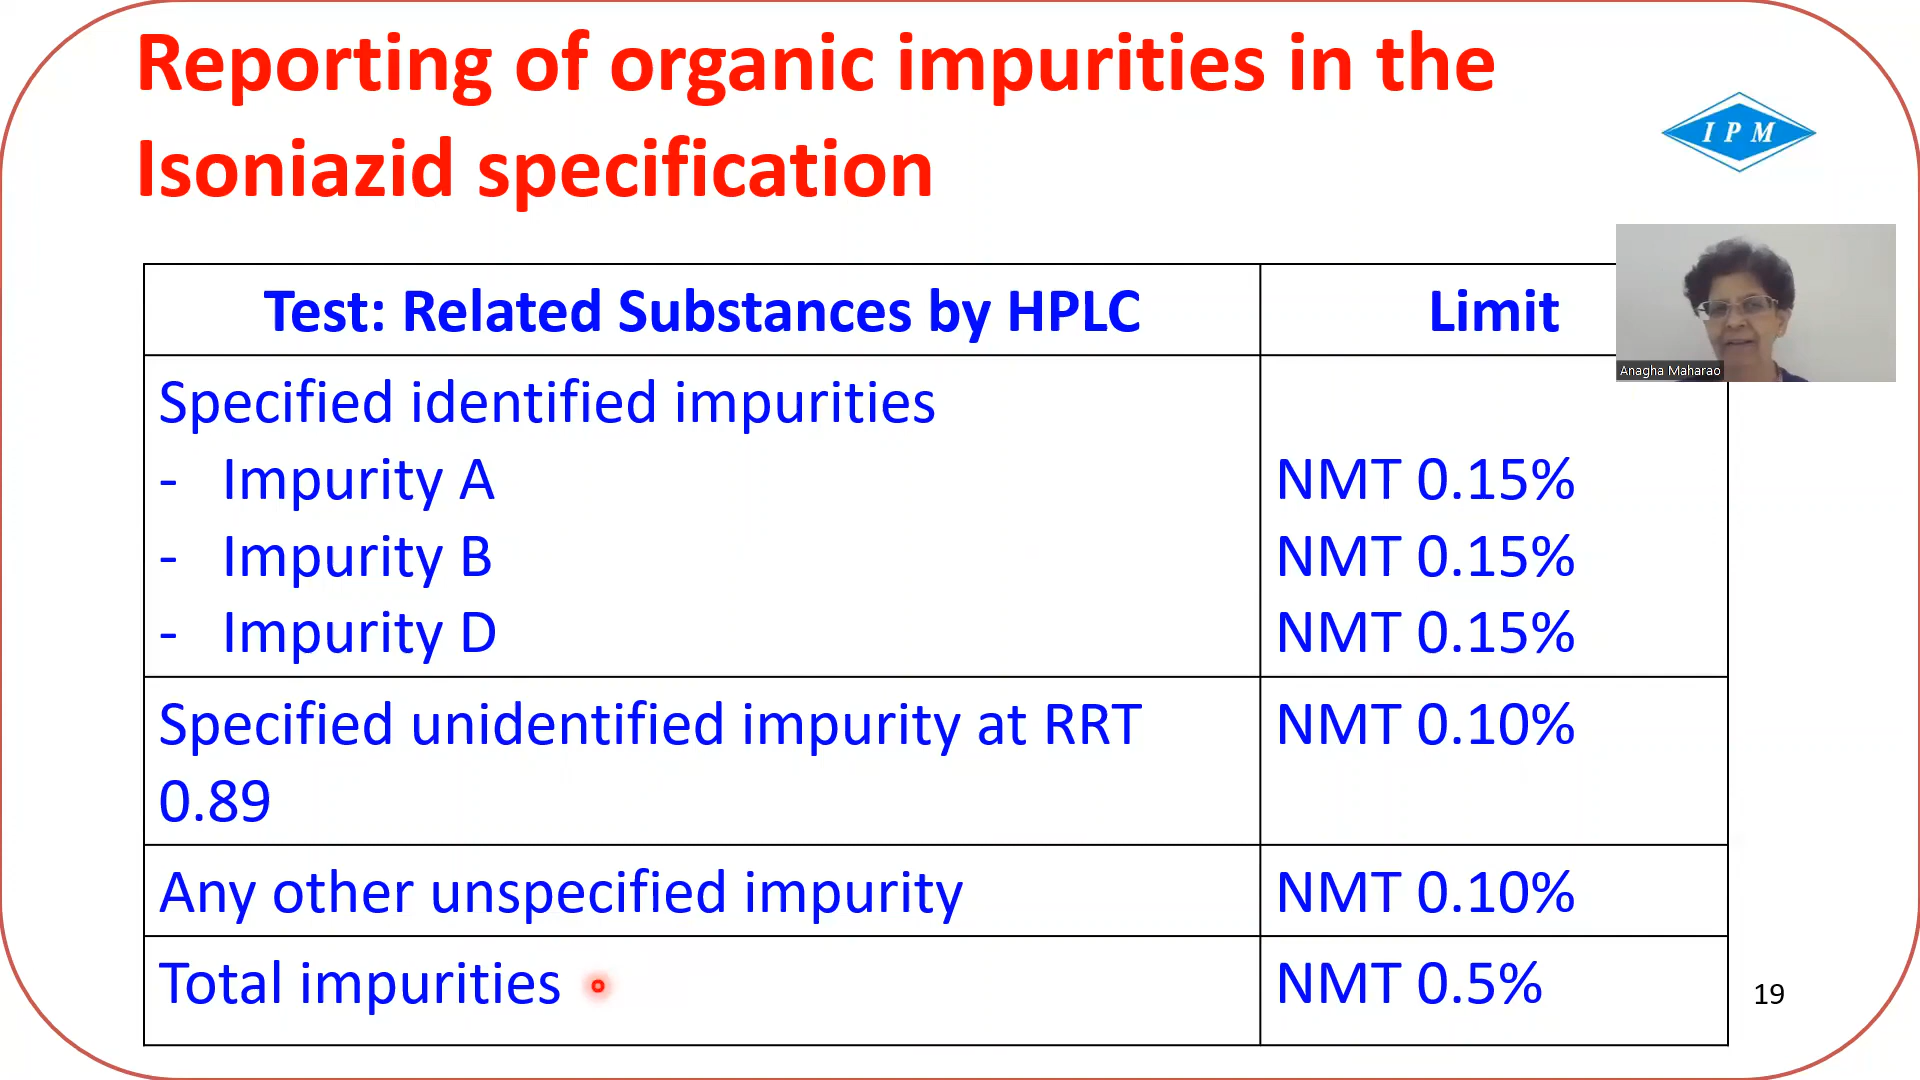 Reporting of organic impurities in the
Isoniazid specification
IPM
Anagha Maharao
Test: Related Substances by HPLC
Limit
Specified identified impurities
- Impurity A
NMT 0.15%
- Impurity B
NMT 0.15%
- Impurity D
NMT 0.15%
Specified unidentified impurity at RRT
0.89
NMT 0.10%
Any other unspecified impurity
NMT 0.10%
Total impurities
NMT 0.5%
19